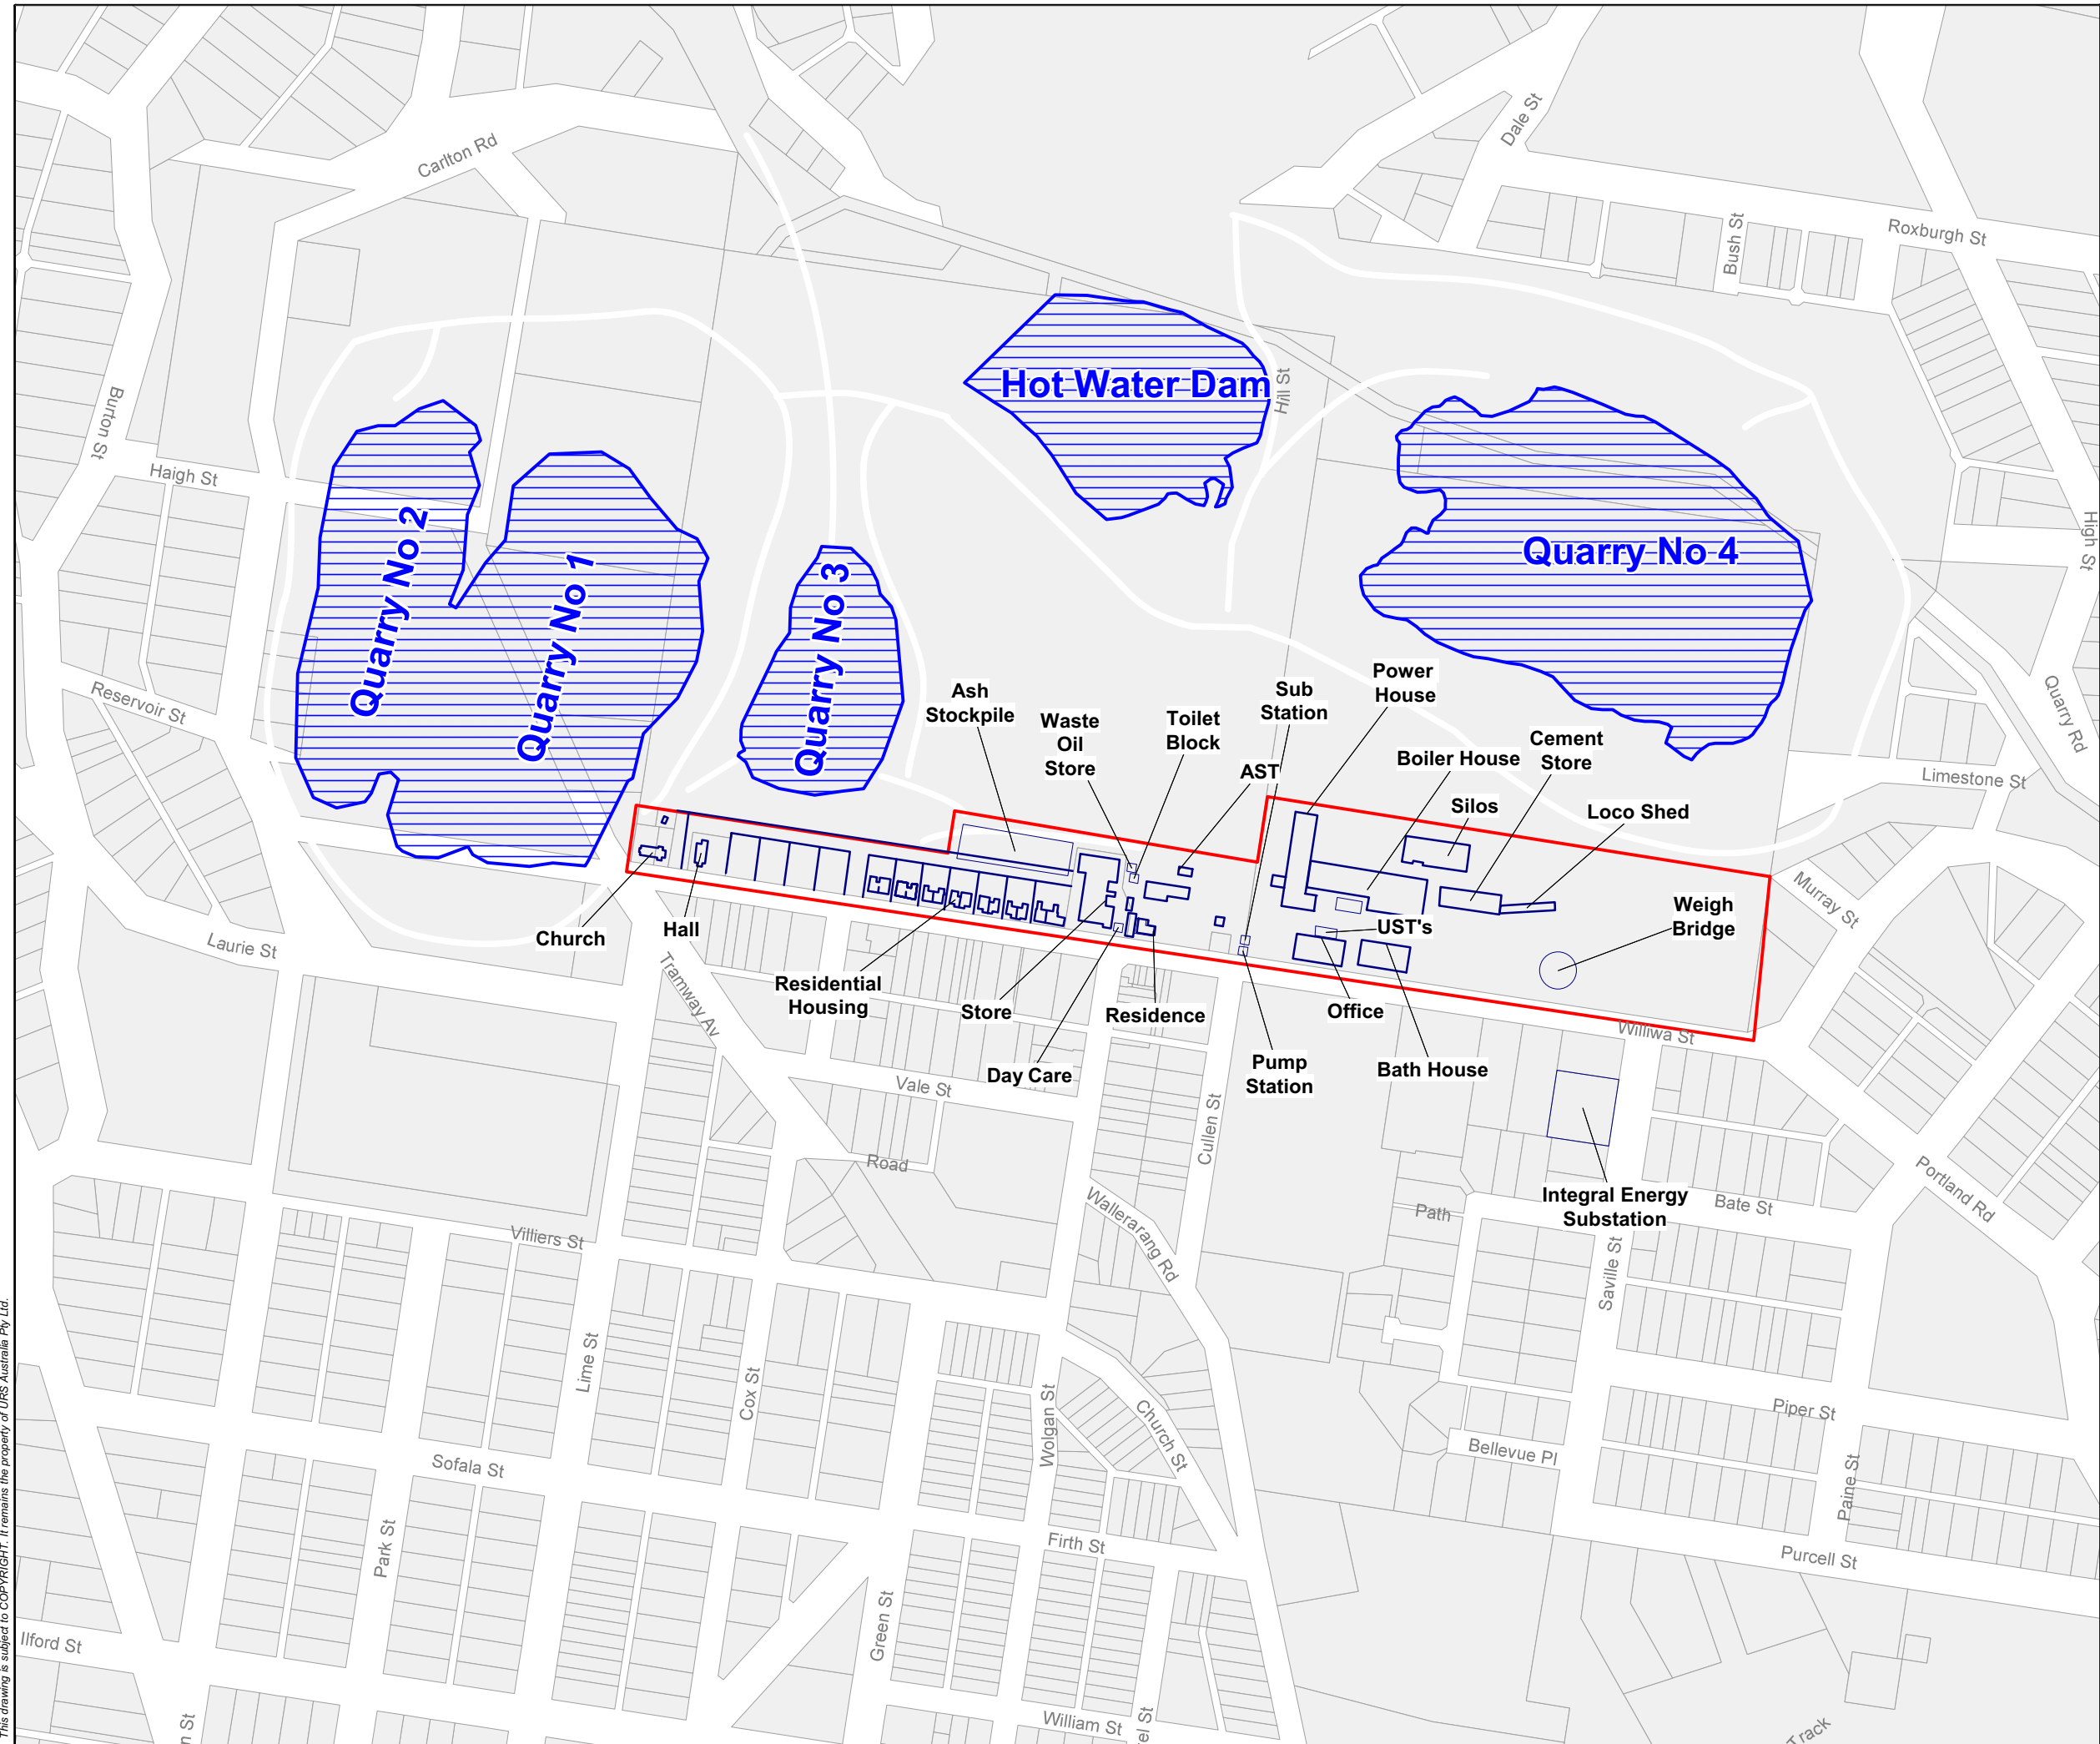 Dale St
Carlton Rd
Roxburgh St
Bush St
Hot Water Dam
Hill St
Burton St
Haigh St
Quarry No 2
Quarry No 1
Quarry No 3
Quarry No 4
High St
Reservoir St
Quarry Rd
Ash
Stockpile
Waste
Oil
Store
Toilet
Block
AST
Sub
Station
Power
House
Boiler House
Cement
Store
Silos
Loco Shed
Limestone St
Murray St
Weigh
Bridge
Laurie St
Church
Hall
Tramway Av
Residential
Housing
Store
Residence
UST's
Office
Williwa St
Day Care
Pump
Station
Bath House
Vale St
Cullen St
Road
Wallerarang Rd
Path
Integral Energy
Substation
Bate St
Portland Rd
Villiers St
Saville St
Lime St
Cox St
Wolgan St
Church St
Piper St
Bellevue Pl
Sofala St
Paine St
Park St
Firth St
Purcell St
Green St
Ilford St
William St
n St
el St
Track
This drawing is subject to COPYRIGHT. It remains the property of URS Australia Pty Ltd.